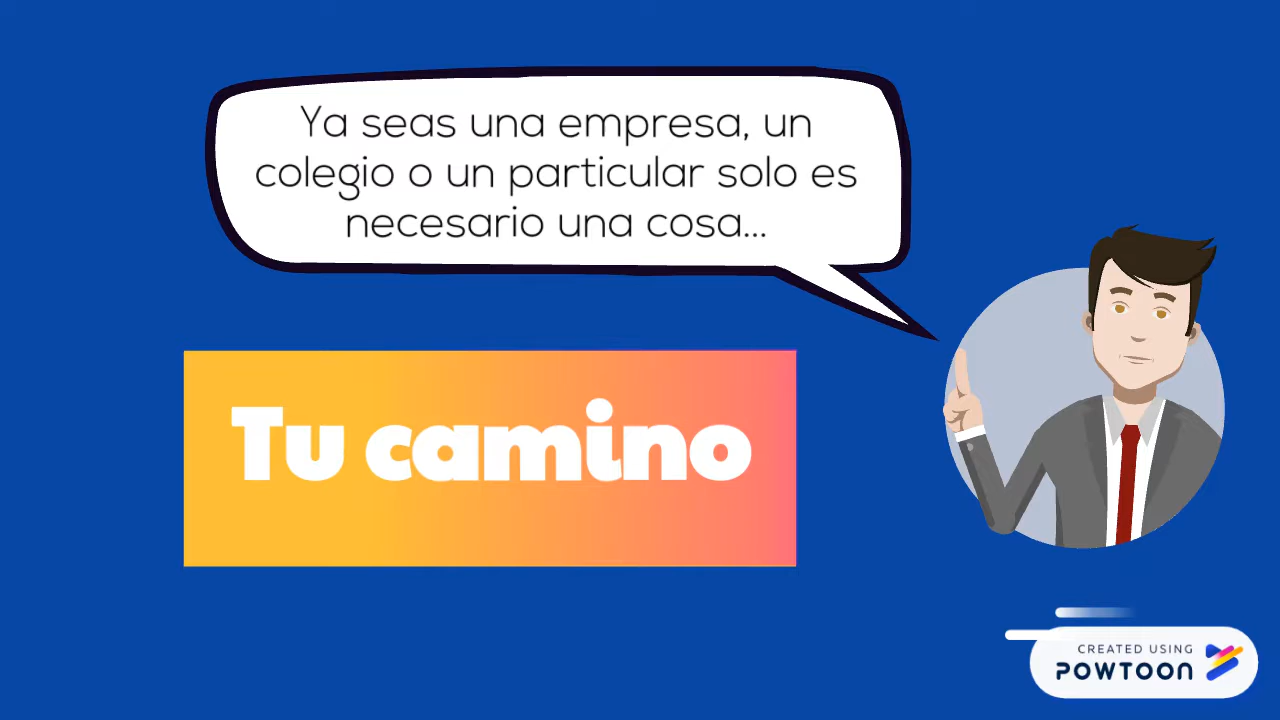 Ya seas una empresa, un
colegio o un particular solo es
necesario una cosa...
Tu camino
CREATED USING
POWTOON